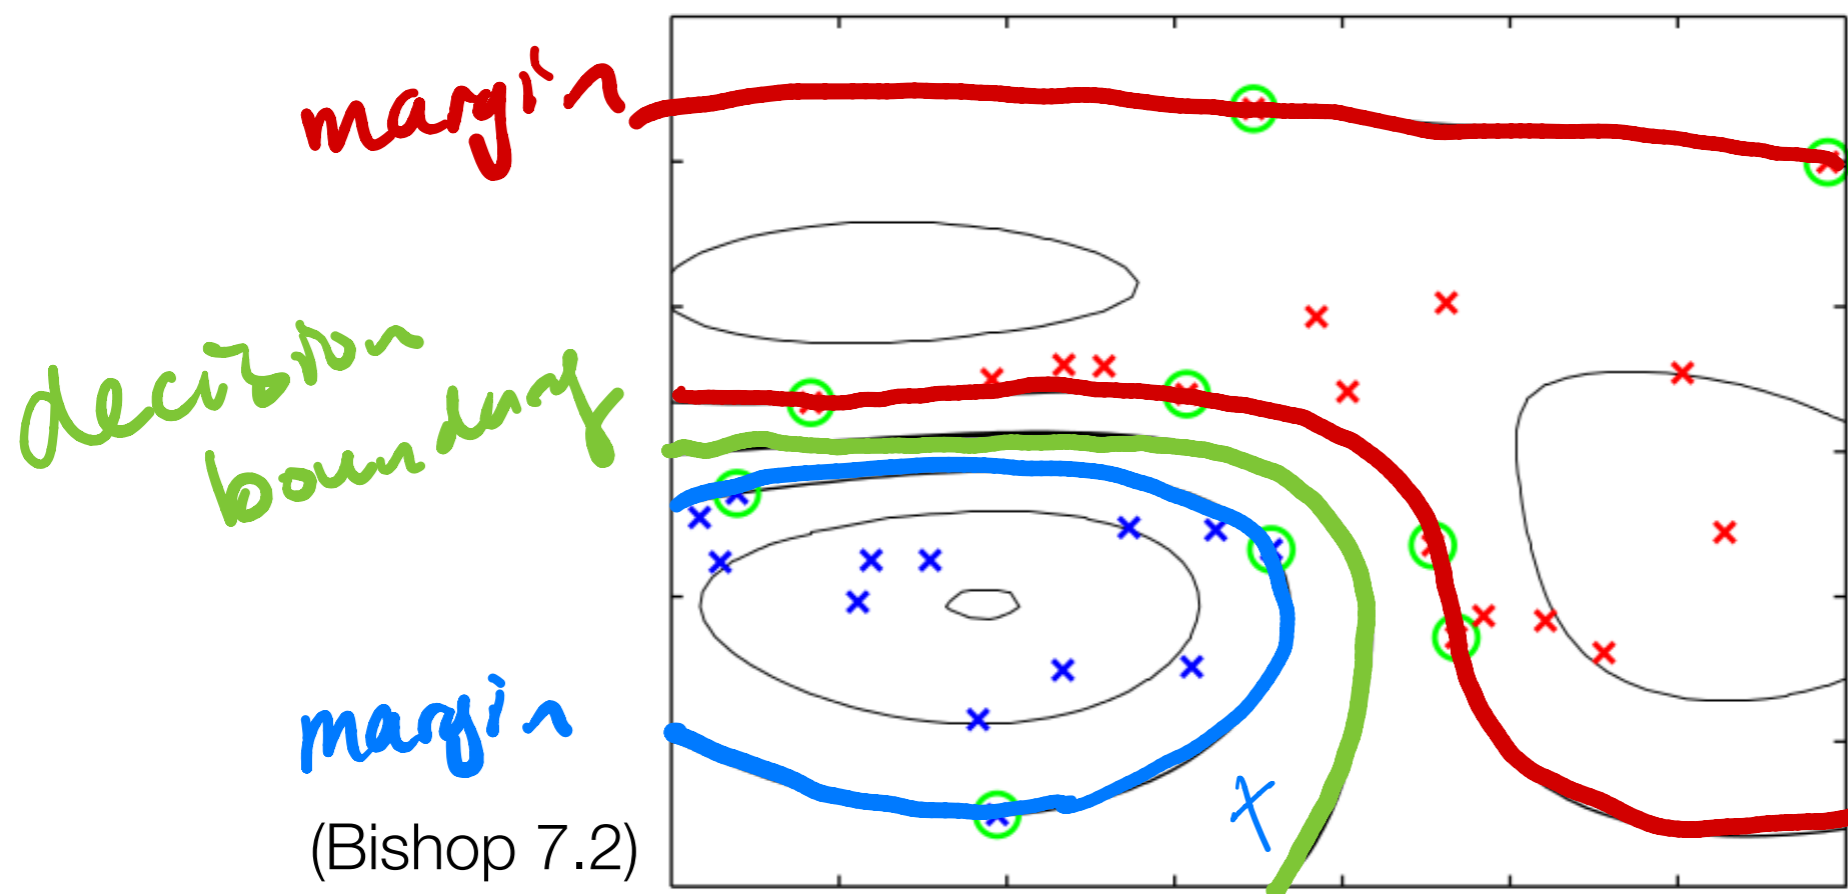 margin
decision
boundary
margin
(Bishop 7.2)